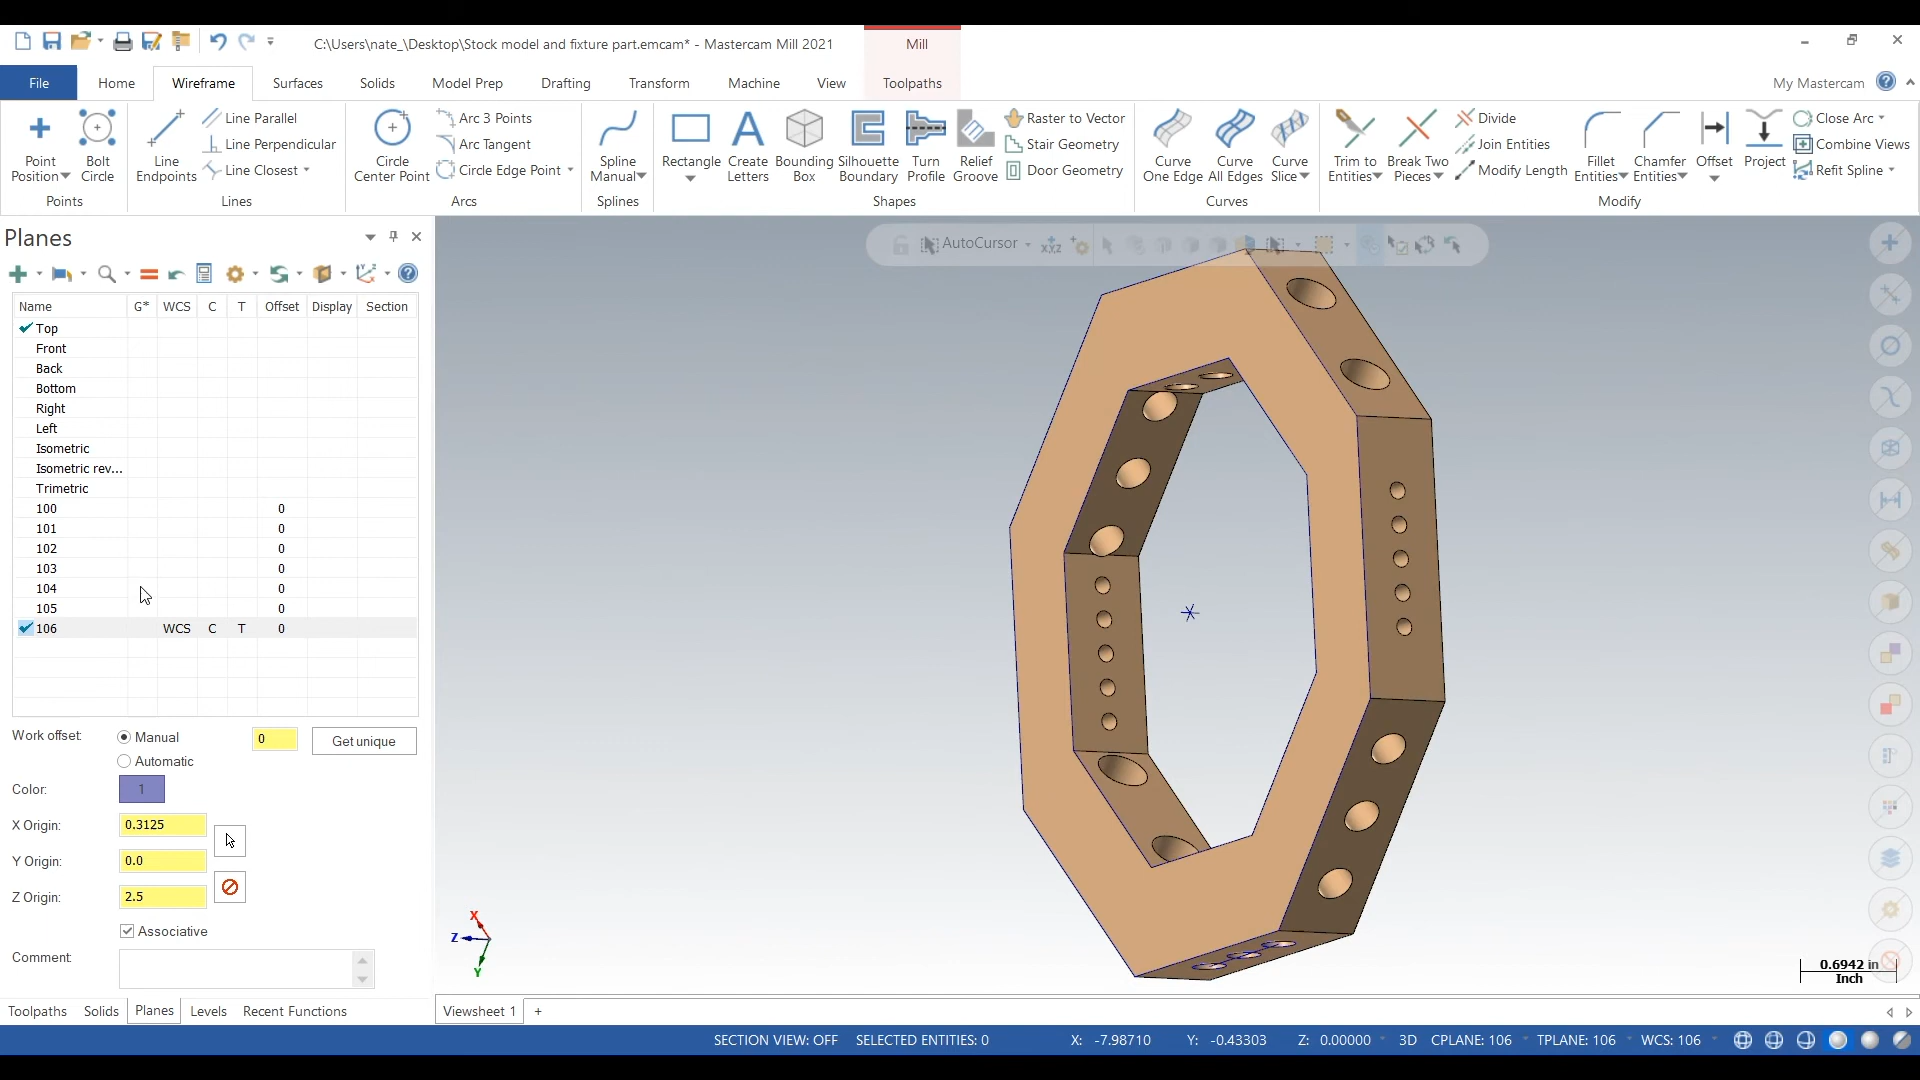 C:\Users\nate_\Desktop\Stock model and fixture part.emcam* - Mastercam Mill 2021
Mill
File
Home
Wireframe
Surfaces
Solids
Model Prep
Drafting
Transform
Machine
View
Toolpaths
My Mastercam
Point Position
Bolt Circle
Points
Line Endpoints
Line Parallel
Line Perpendicular
Line Closest
Lines
Circle Center Point
Arc 3 Points
Arc Tangent
Circle Edge Point
Arcs
Spline Manual
Splines
Rectangle
Create Letters
Bounding Box
Silhouette Boundary
Turn Profile
Relief Groove
Raster to Vector
Stair Geometry
Door Geometry
Shapes
Curve One Edge
Curve All Edges
Curve Slice
Curves
Trim to Entities
Break Two Pieces
Divide
Join Entities
Modify Length
Fillet Entities
Chamfer Entities
Offset
Project
Close Arc
Combine Views
Refit Spline
Modify
Planes
AutoCursor
Name G* WCS C T Offset Display Section
Top
Front
Back
Bottom
Right
Left
Isometric
Isometric rev...
Trimetric
100 0
101 0
102 0
103 0
104 0
105 0
106 WCS C T 0
Work offset: Manual 0 Get unique
Automatic
Color: 1
X Origin: 0.3125
Y Origin: 0.0
Z Origin: 2.5
Associative
Comment:
X
Z
Y
0.6942 in
Inch
Toolpaths Solids Planes Levels Recent Functions
Viewsheet 1 +
SECTION VIEW: OFF SELECTED ENTITIES: 0 X: -7.98710 Y: -0.43303 Z: 0.00000 3D CPLANE: 106 TPLANE: 106 WCS: 106